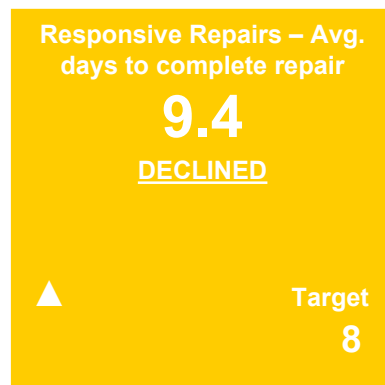 Responsive Repairs – Avg.
days to complete repair
9.4
DECLINED
▲ Target
8